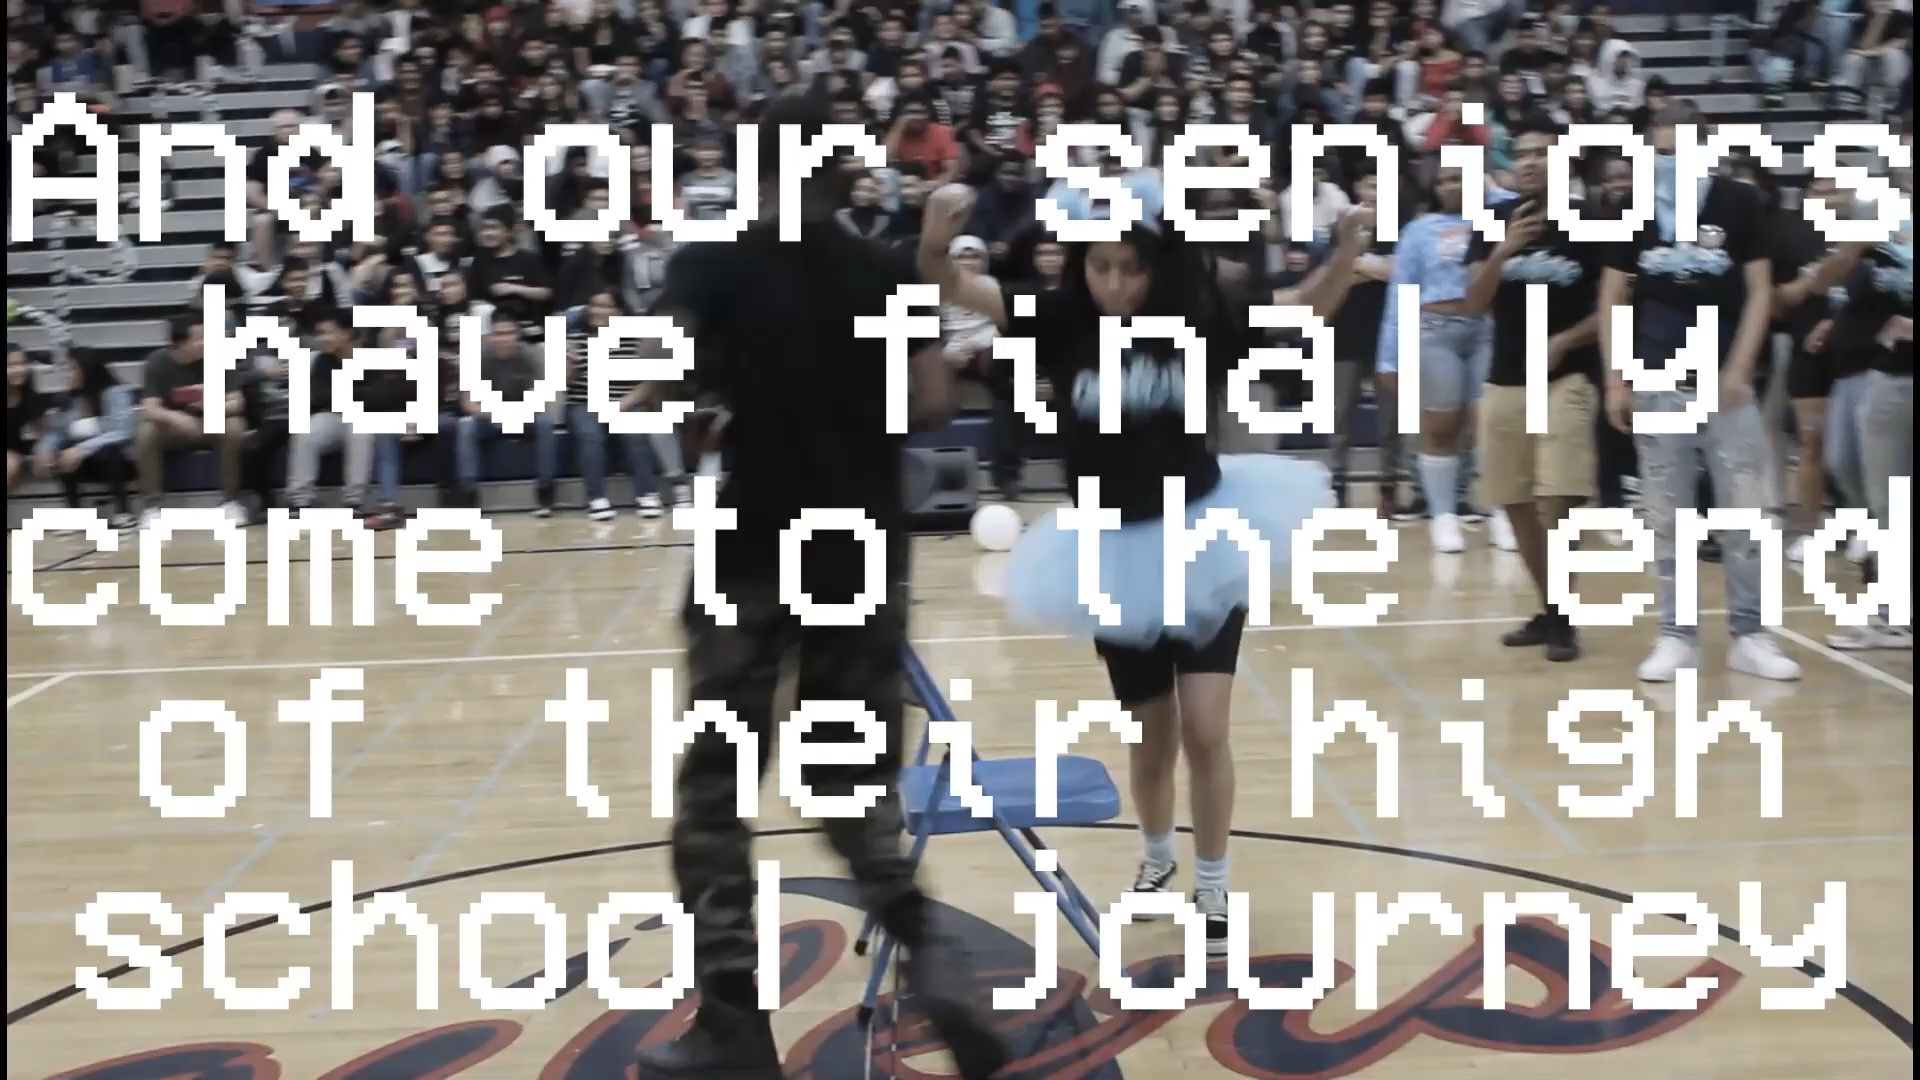 And our seniors
have finally
come to the end
of their high
school journey